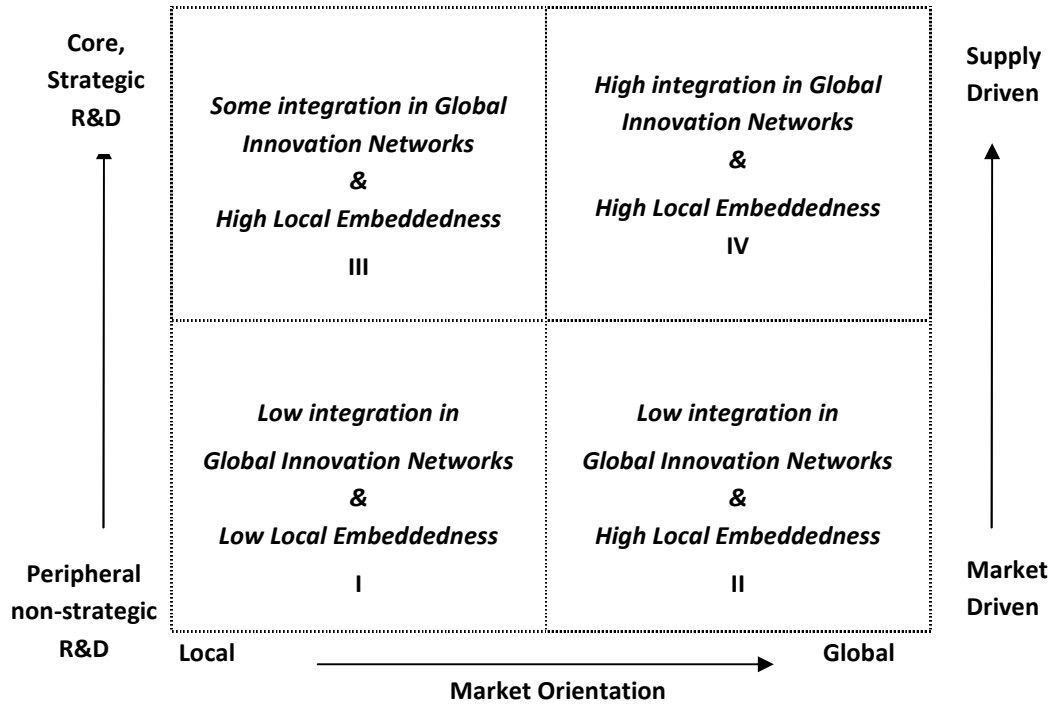 Core,
Strategic
R&D
Some integration in Global
Innovation Networks
&
High Local Embeddedness
III
High integration in Global
Innovation Networks
&
High Local Embeddedness
IV
Supply
Driven
Low integration in
Global Innovation Networks
&
Low Local Embeddedness
I
Low integration in
Global Innovation Networks
&
High Local Embeddedness
II
Peripheral
non-strategic
R&D
Market
Driven
Local
Global
Market Orientation